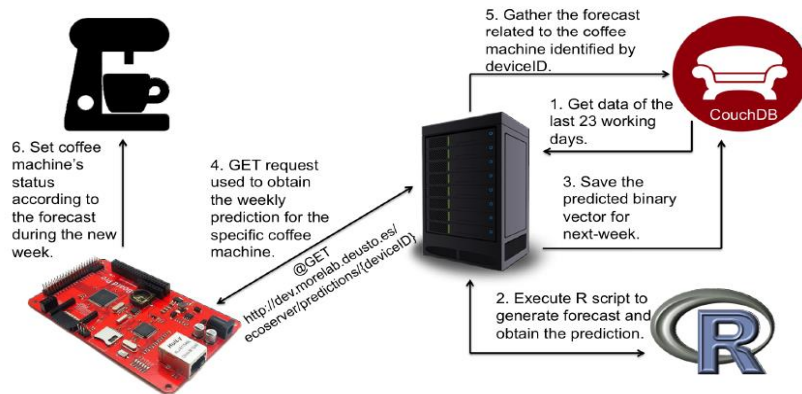 5. Gather the forecast
related to the coffee
machine identified by
deviceID.
CouchDB
1. Get data of the
last 23 working
days.
6. Set coffee
machine's
status
according to
the forecast
during the new
week.
4. GET request
used to obtain
the weekly
prediction for the
specific coffee
machine.
3. Save the
predicted binary
vector for
next-week.
@GET
http://dev.morelab.deusto.es/
ecoserver/predictions/{deviceID}
2. Execute R script to
generate forecast and
obtain the prediction.
R